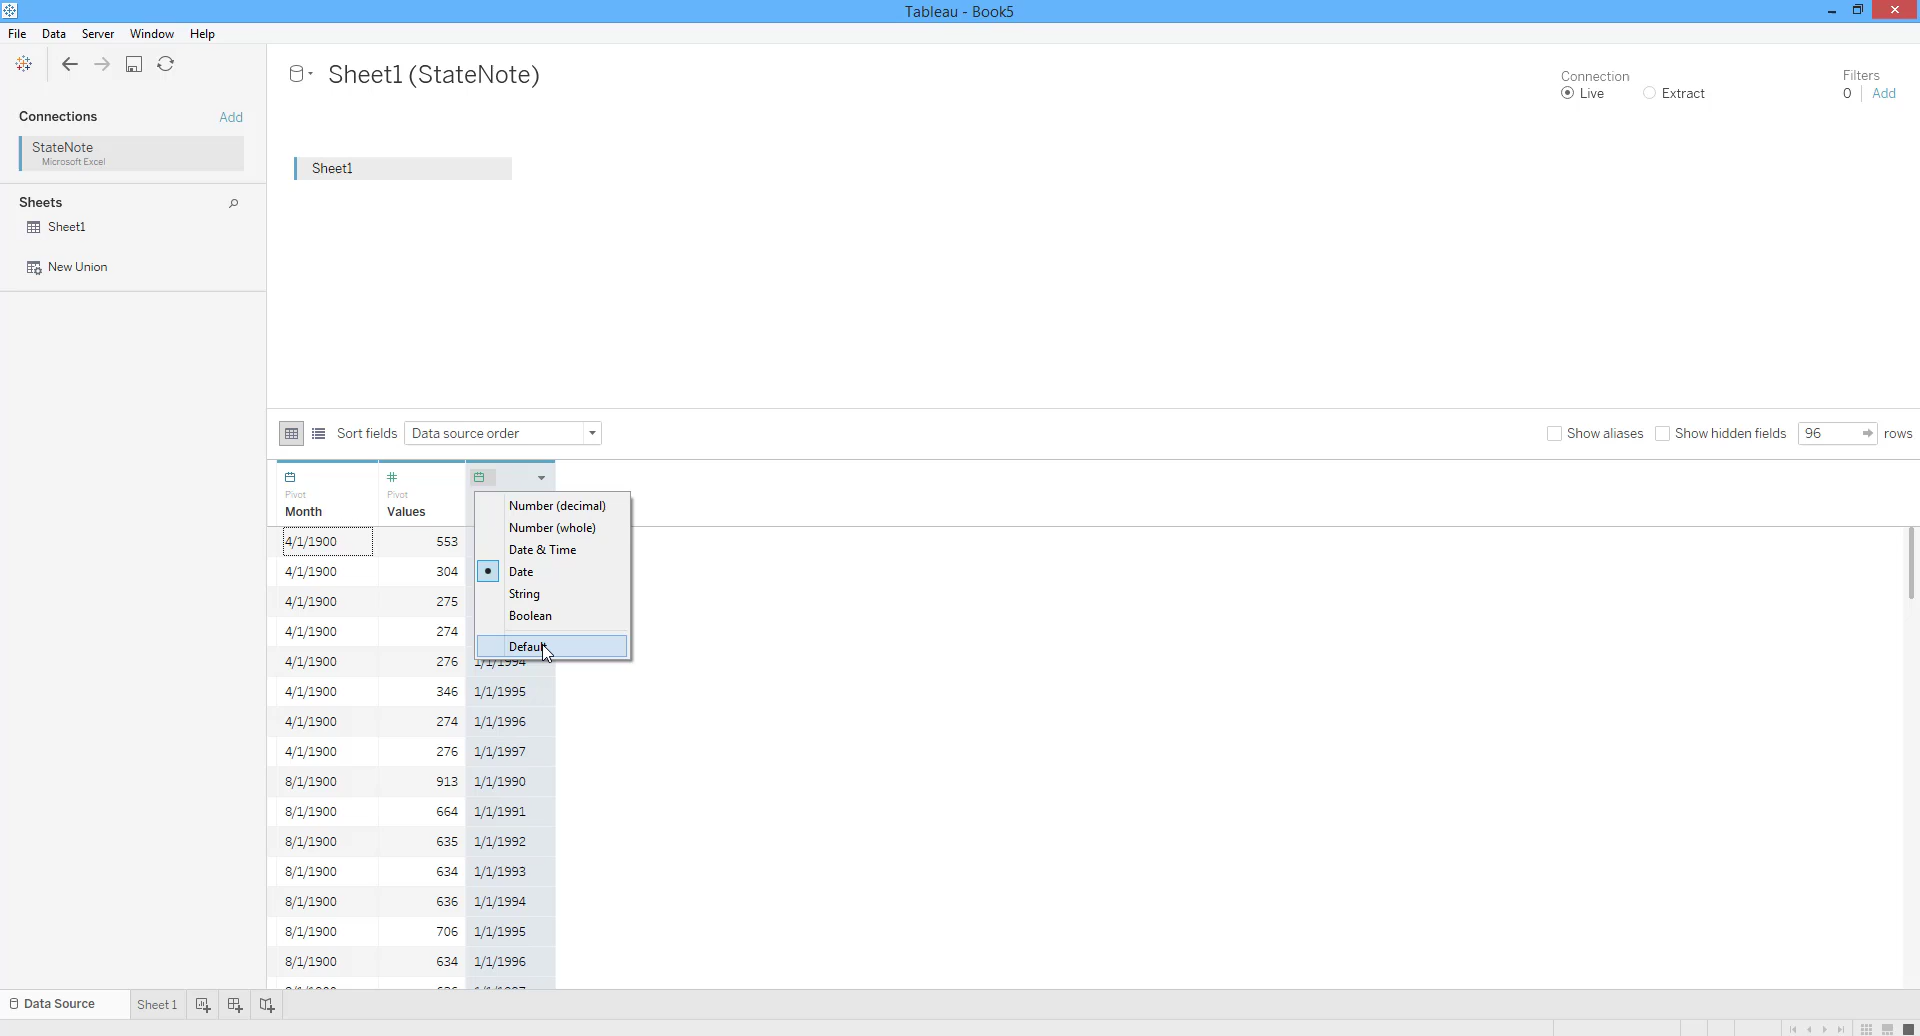 Tableau - Book5
File Data Server Window Help
Sheet1 (StateNote)
Connection
Live Extract
Filters
0 Add
Connections Add
StateNote
Microsoft Excel
Sheet1
Sheets
Sheet1
New Union
Sort fields Data source order
Show aliases Show hidden fields 96 rows
Pivot Pivot
Month Values
Number (decimal)
Number (whole)
Date & Time
Date
String
Boolean
Default
4/1/1900 553
4/1/1900 304
4/1/1900 275
4/1/1900 274
4/1/1900 276 1/1/1994
4/1/1900 346 1/1/1995
4/1/1900 274 1/1/1996
4/1/1900 276 1/1/1997
8/1/1900 913 1/1/1990
8/1/1900 664 1/1/1991
8/1/1900 635 1/1/1992
8/1/1900 634 1/1/1993
8/1/1900 636 1/1/1994
8/1/1900 706 1/1/1995
8/1/1900 634 1/1/1996
Data Source Sheet 1